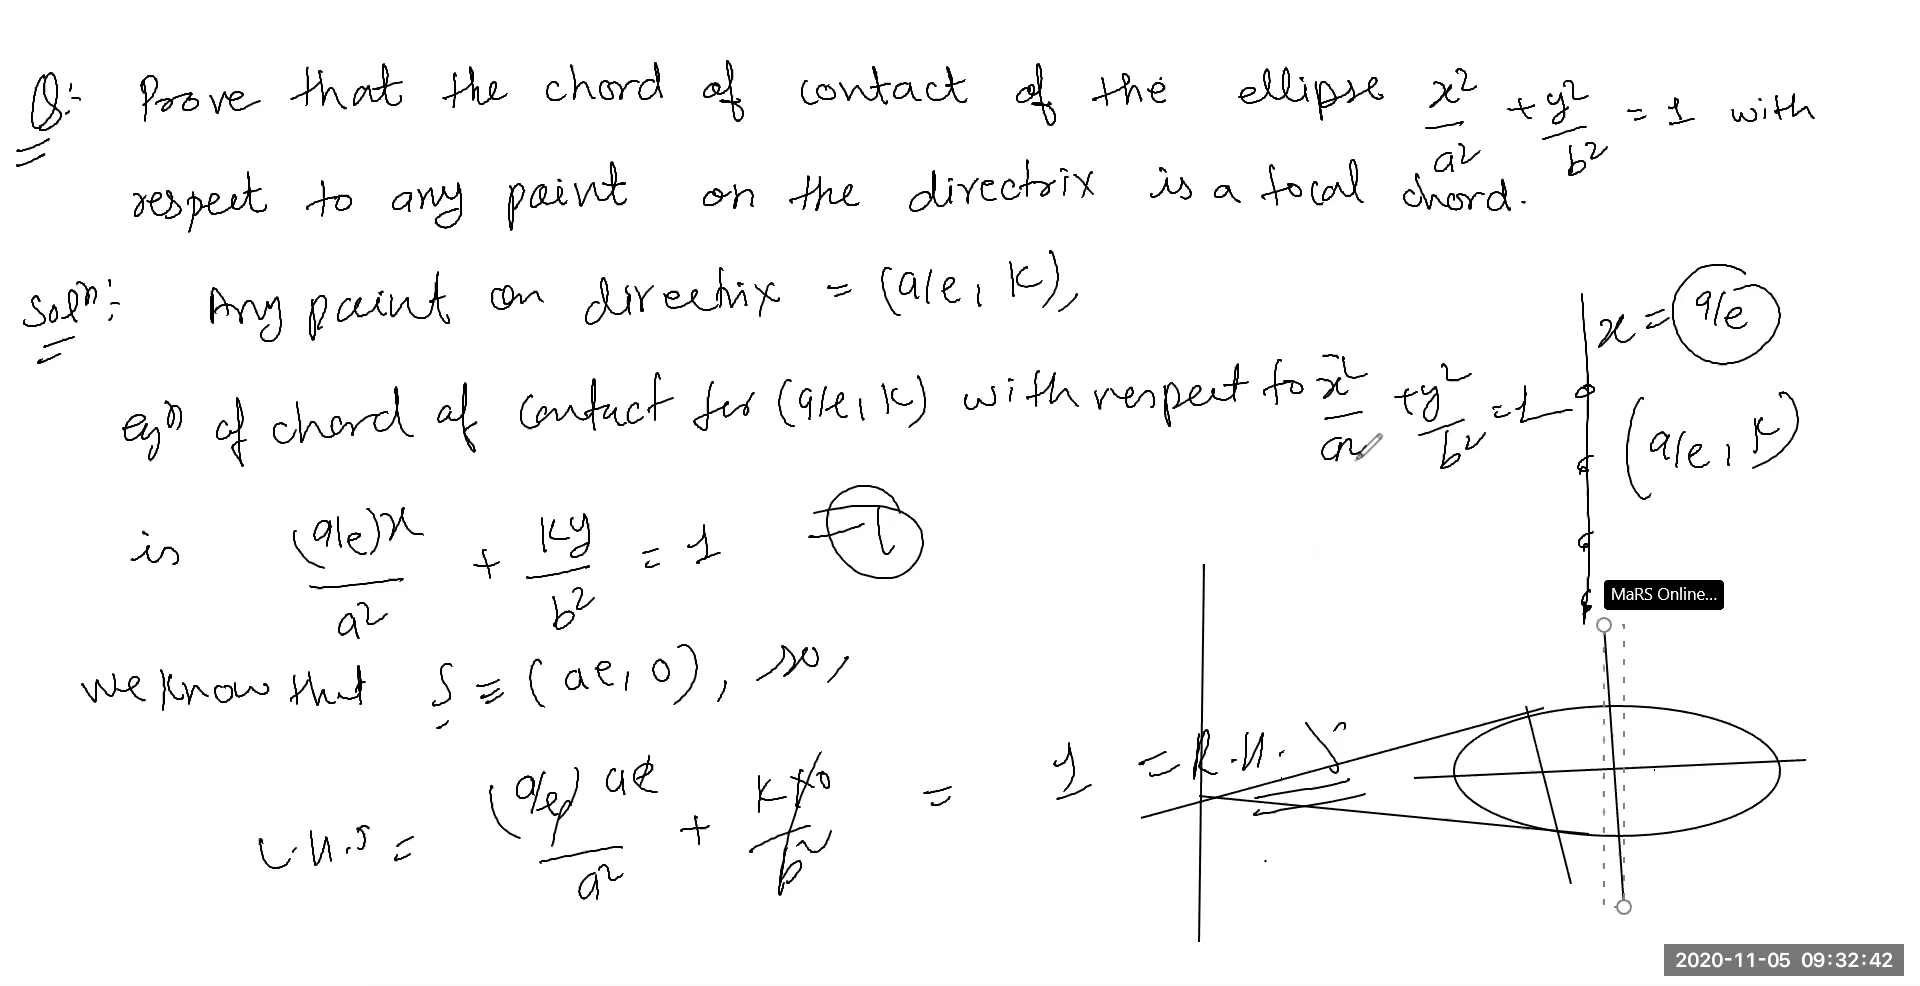 Q:- Prove that the chord of contact of the ellipse x²/a² + y²/b² = 1 with
respect to any point on the directrix is a focal chord.
Solⁿ:- Any point on directrix = (a/e, k),
x = a/e
eqⁿ of chord of contact for (a/e, k) with respect to x²/a² + y²/b² = 1
(a/e, k)
is (a/e)x/a² + ky/b² = 1 — 1
MaRS Online...
we know that S ≡ (ae, 0), so,
L.H.S = (a/e) ae/a² + k×0/b² = 1 = R.H.S
2020-11-05 09:32:42